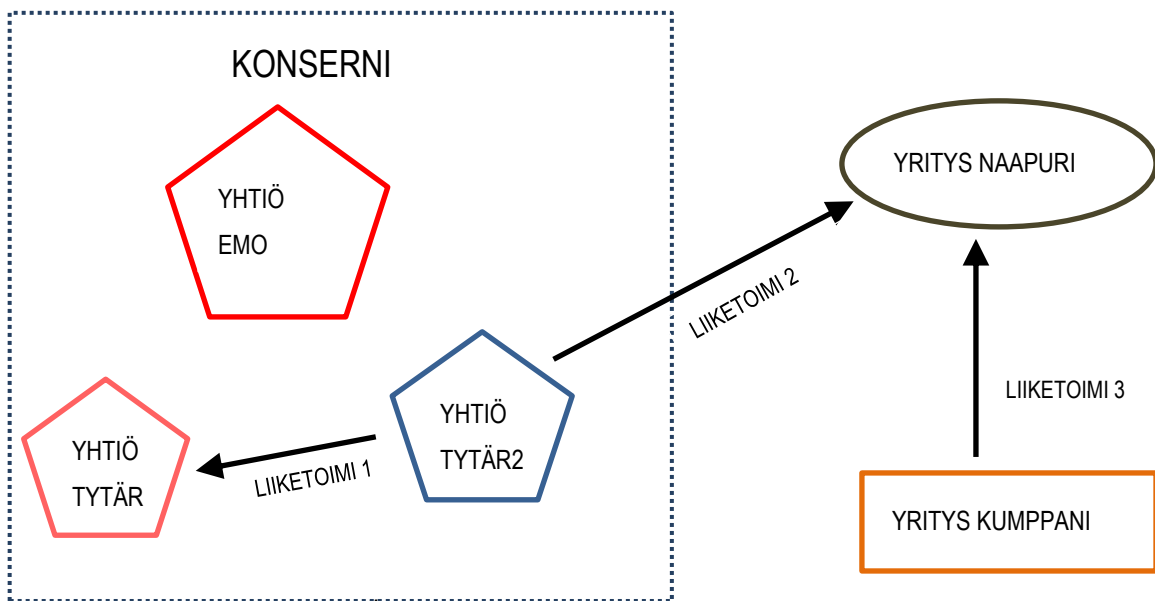 KONSERNI
YHTIÖ
EMO
YRITYS NAAPURI
LIIKETOIMI 2
YHTIÖ
TYTÄR
LIIKETOIMI 1
YHTIÖ
TYTÄR2
LIIKETOIMI 3
YRITYS KUMPPANI